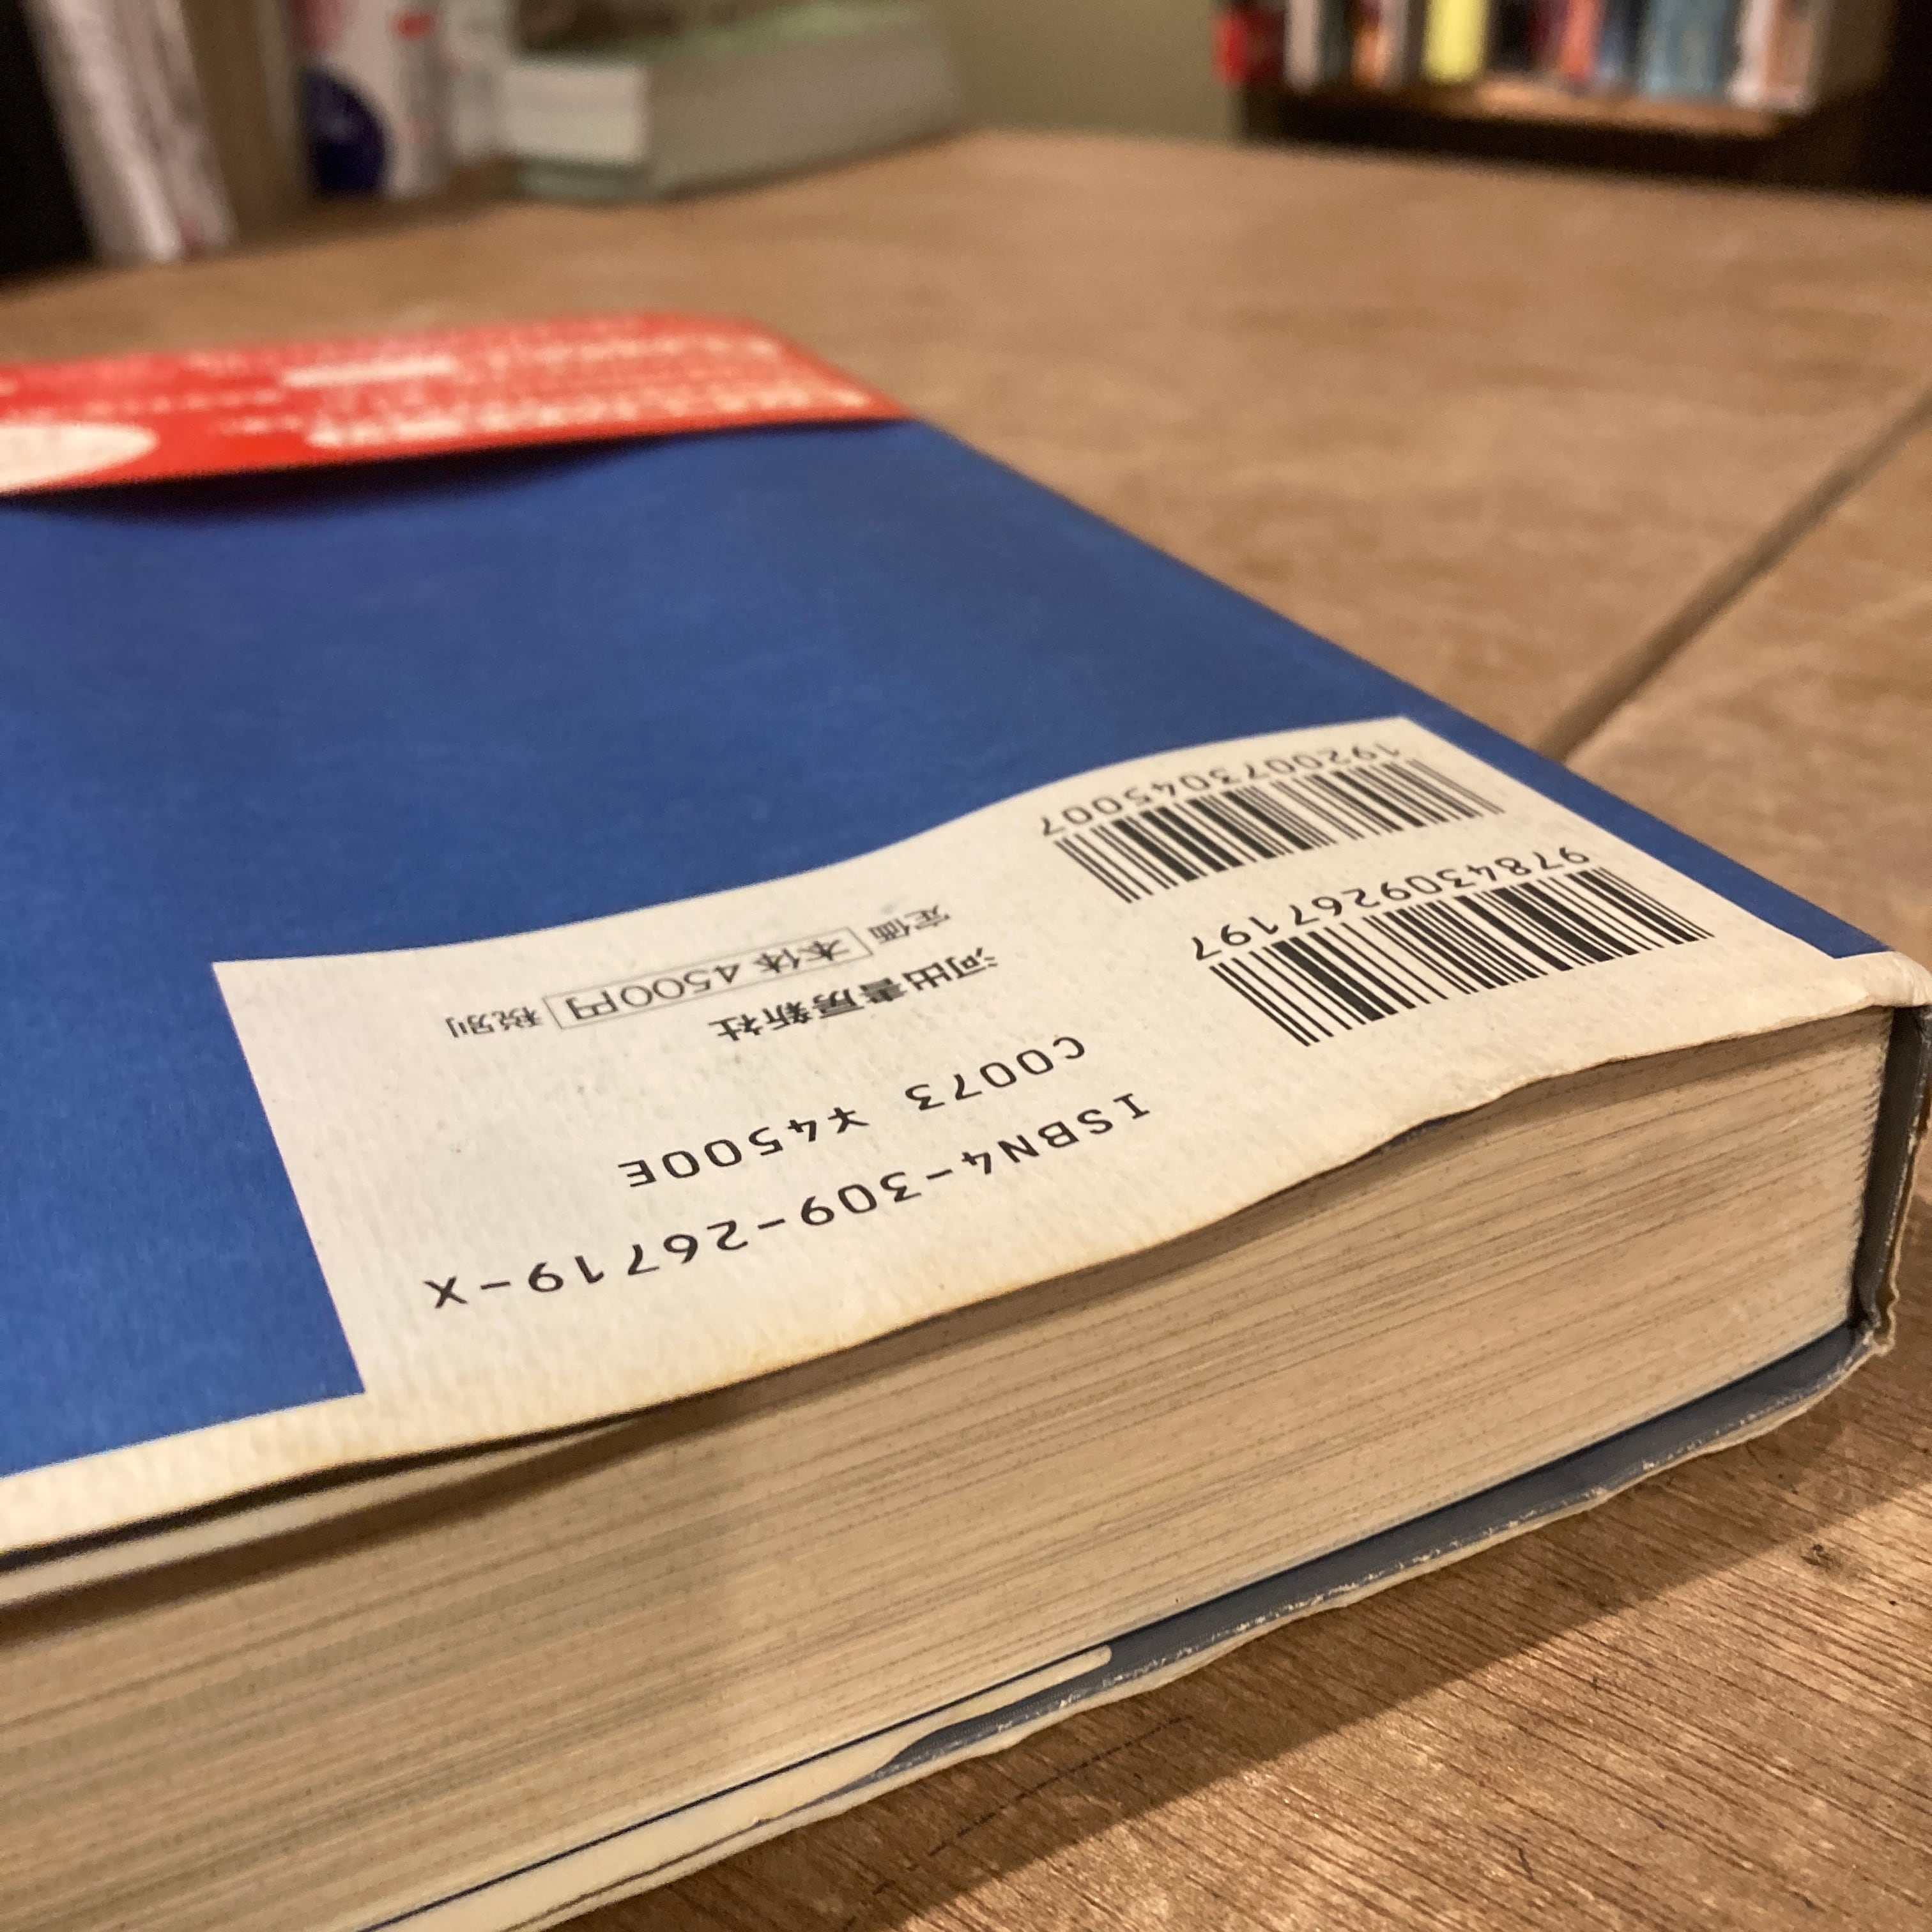 9784309267197
1920073045007
ISBN4-309-26719-X
C0073 ¥4500E
河出書房新社
定価 本体4500円 税別